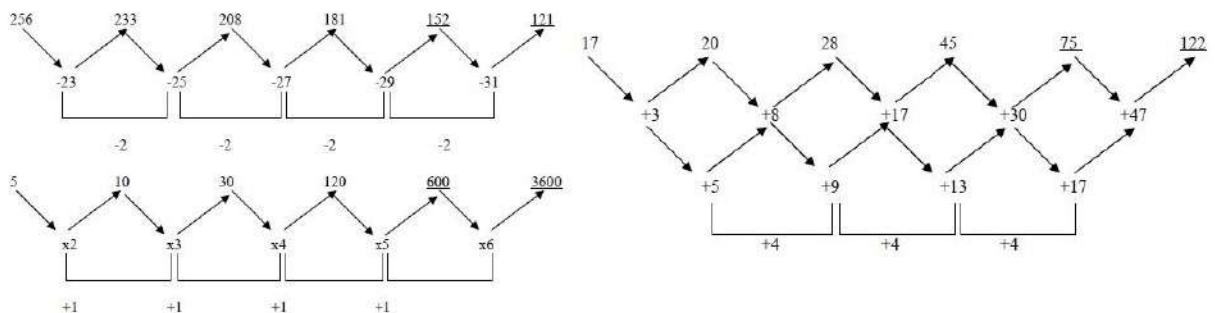 256 233 208 181 152 121
-23 -25 -27 -29 -31
-2 -2 -2 -2
5 10 30 120 600 3600
x2 x3 x4 x5 x6
+1 +1 +1 +1
17 20 28 45 75 122
+3 +8 +17 +30 +47
+5 +9 +13 +17
+4 +4 +4